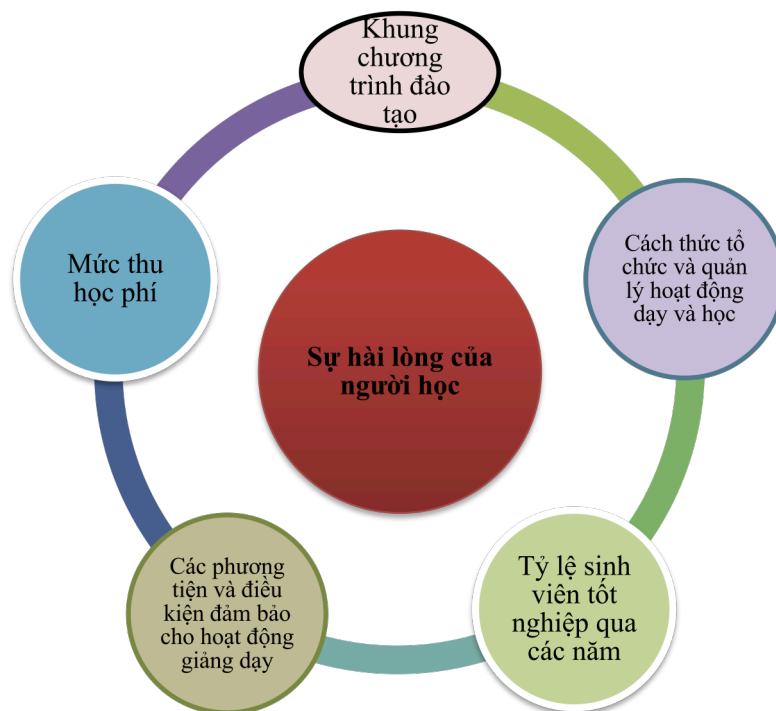 Khung
chương
trình đào
tạo
Cách thức tổ
chức và quản
lý hoạt động
dạy và học
Mức thu
học phí
Sự hài lòng của
người học
Các phương
tiện và điều
kiện đảm bảo
cho hoạt động
giảng dạy
Tỷ lệ sinh
viên tốt
nghiệp qua
các năm